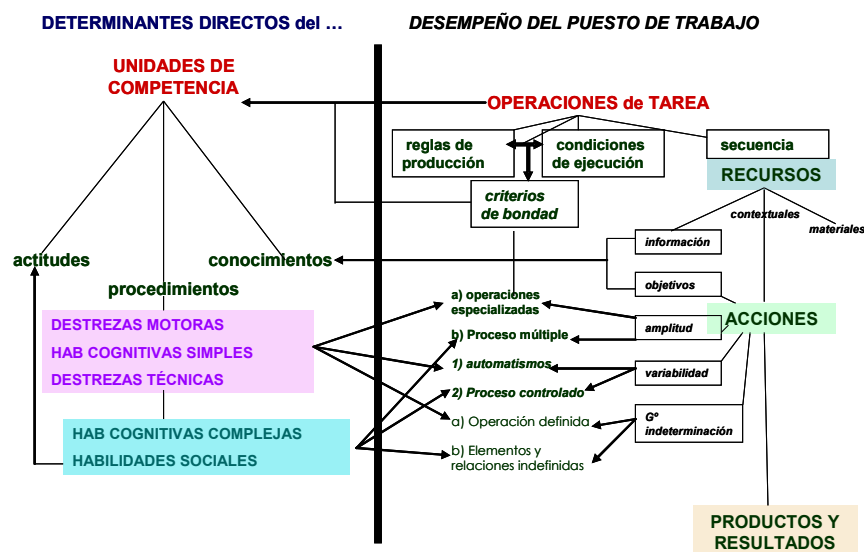 DETERMINANTES DIRECTOS del ...
DESEMPEÑO DEL PUESTO DE TRABAJO
UNIDADES DE
COMPETENCIA
OPERACIONES de TAREA
reglas de
producción
condiciones
de ejecución
secuencia
RECURSOS
criterios
de bondad
contextuales
materiales
información
actitudes
conocimientos
procedimientos
objetivos
a) operaciones
especializadas
ACCIONES
amplitud
DESTREZAS MOTORAS
HAB COGNITIVAS SIMPLES
DESTREZAS TÉCNICAS
b) Proceso múltiple
1) automatismos
variabilidad
2) Proceso controlado
a) Operación definida
Gº
indeterminación
HAB COGNITIVAS COMPLEJAS
HABILIDADES SOCIALES
b) Elementos y
relaciones indefinidas
PRODUCTOS Y
RESULTADOS